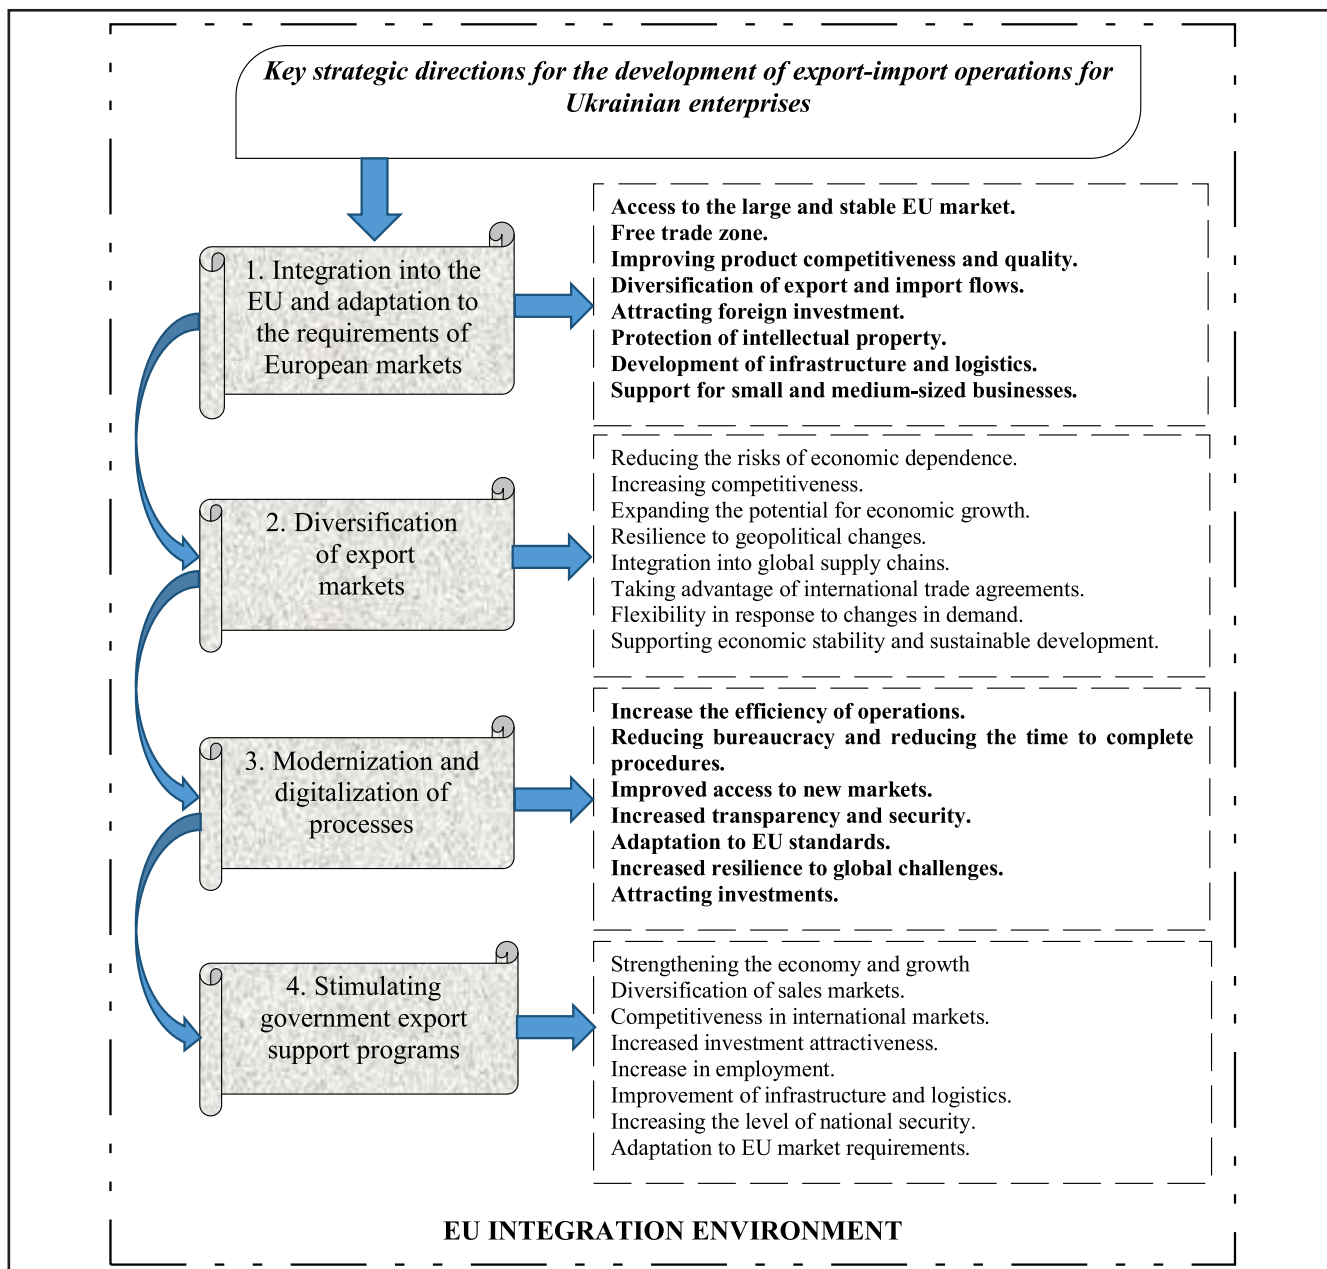 Key strategic directions for the development of export-import operations for
Ukrainian enterprises
1. Integration into the
EU and adaptation to
the requirements of
European markets
Access to the large and stable EU market.
Free trade zone.
Improving product competitiveness and quality.
Diversification of export and import flows.
Attracting foreign investment.
Protection of intellectual property.
Development of infrastructure and logistics.
Support for small and medium-sized businesses.
2. Diversification
of export
markets
Reducing the risks of economic dependence.
Increasing competitiveness.
Expanding the potential for economic growth.
Resilience to geopolitical changes.
Integration into global supply chains.
Taking advantage of international trade agreements.
Flexibility in response to changes in demand.
Supporting economic stability and sustainable development.
3. Modernization and
digitalization of
processes
Increase the efficiency of operations.
Reducing bureaucracy and reducing the time to complete
procedures.
Improved access to new markets.
Increased transparency and security.
Adaptation to EU standards.
Increased resilience to global challenges.
Attracting investments.
4. Stimulating
government export
support programs
Strengthening the economy and growth
Diversification of sales markets.
Competitiveness in international markets.
Increased investment attractiveness.
Increase in employment.
Improvement of infrastructure and logistics.
Increasing the level of national security.
Adaptation to EU market requirements.
EU INTEGRATION ENVIRONMENT